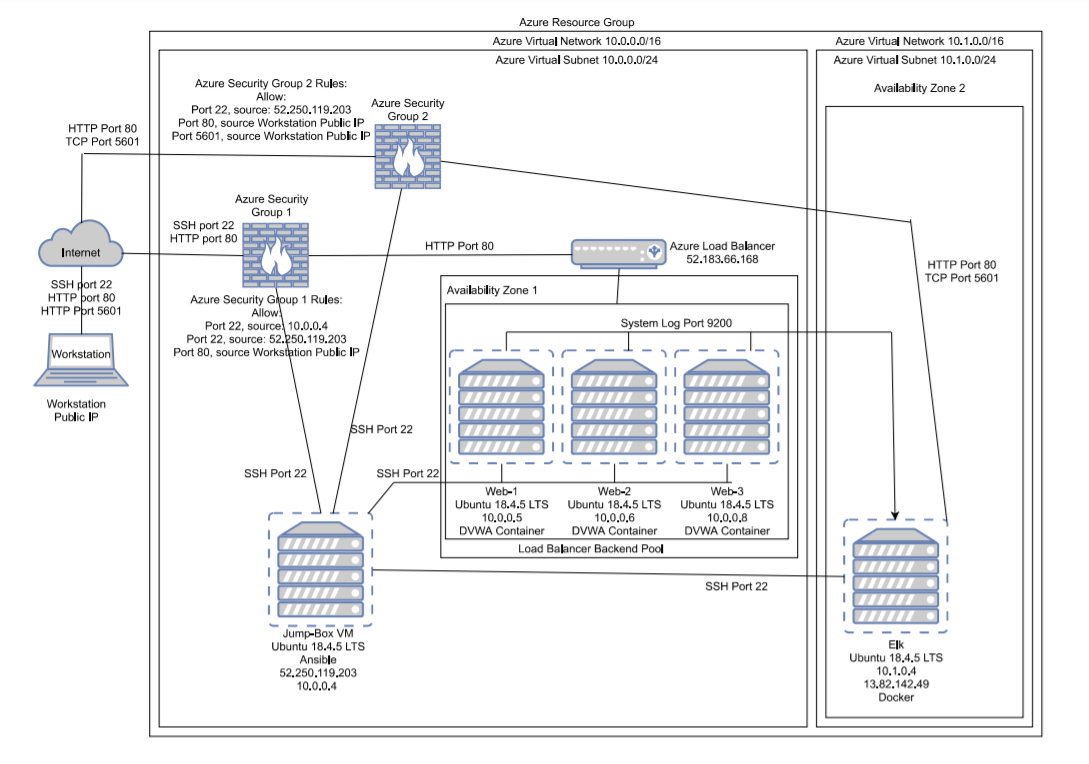 Azure Resource Group
Azure Virtual Network 10.0.0.0/16
Azure Virtual Subnet 10.0.0.0/24
Azure Virtual Network 10.1.0.0/16
Azure Virtual Subnet 10.1.0.0/24
Availability Zone 2
Azure Security Group 2 Rules:
Allow:
Port 22, source: 52.250.119.203
Port 80, source Workstation Public IP
Port 5601, source Workstation Public IP
Azure Security
Group 2
HTTP Port 80
TCP Port 5601
Azure Security
Group 1
SSH port 22
HTTP port 80
Internet
HTTP Port 80
Azure Load Balancer
52.183.66.168
HTTP Port 80
TCP Port 5601
SSH port 22
HTTP port 80
HTTP Port 5601
Azure Security Group 1 Rules:
Allow:
Port 22, source: 10.0.0.4
Port 22, source: 52.250.119.203
Port 80, source Workstation Public IP
Availability Zone 1
System Log Port 9200
Workstation
Workstation
Public IP
SSH Port 22
SSH Port 22
SSH Port 22
Web-1
Ubuntu 18.4.5 LTS
10.0.0.5
DVWA Container
Web-2
Ubuntu 18.4.5 LTS
10.0.0.6
DVWA Container
Web-3
Ubuntu 18.4.5 LTS
10.0.0.8
DVWA Container
Load Balancer Backend Pool
SSH Port 22
Jump-Box VM
Ubuntu 18.4.5 LTS
Ansible
52.250.119.203
10.0.0.4
Elk
Ubuntu 18.4.5 LTS
10.1.0.4
13.82.142.49
Docker